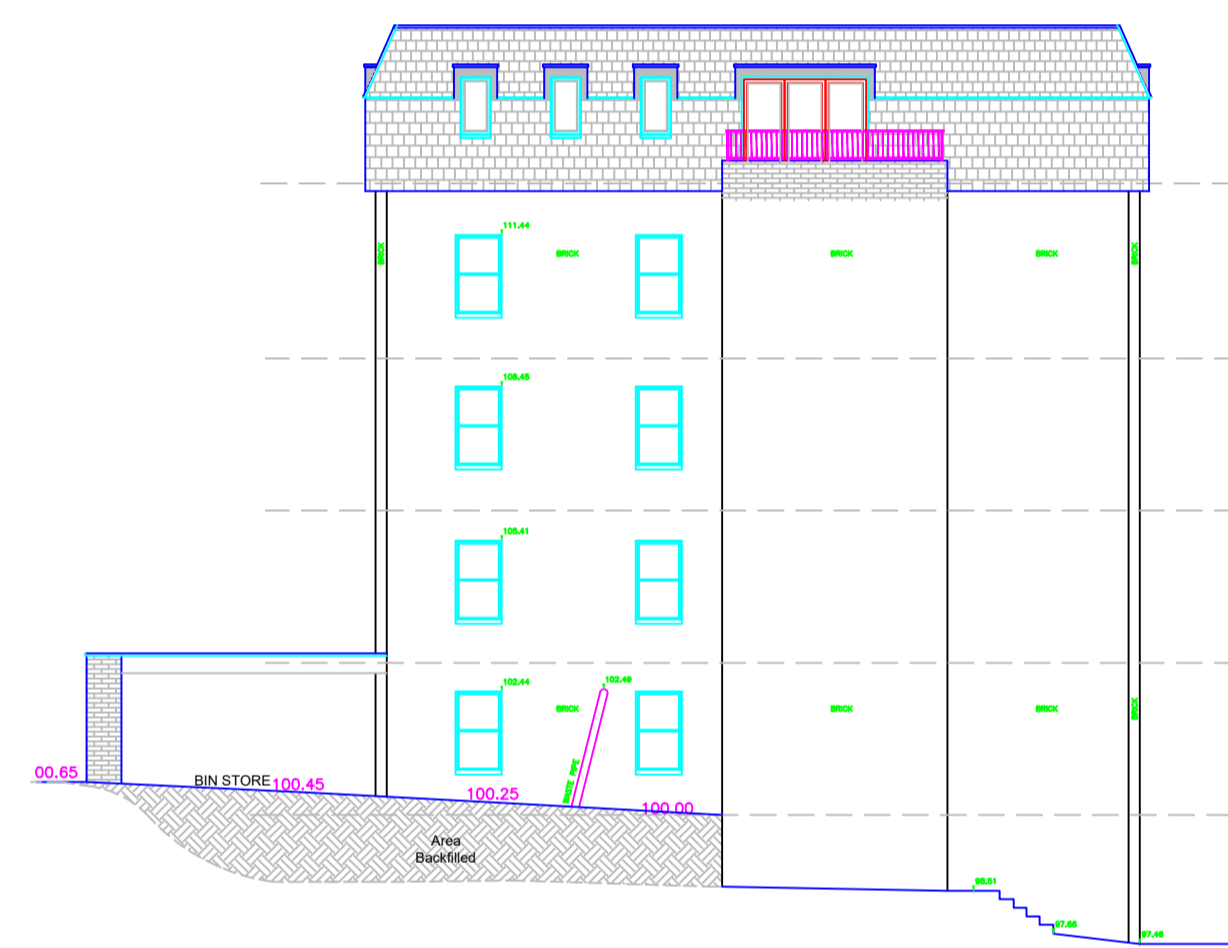 111.44
BRICK
BRICK
BRICK
BRICK
BRICK
108.45
105.41
102.44
102.49
BRICK
BRICK
BRICK
BRICK
WASTE PIPE
00.65
BIN STORE
100.45
100.25
100.00
Area
Backfilled
98.51
97.66
97.46